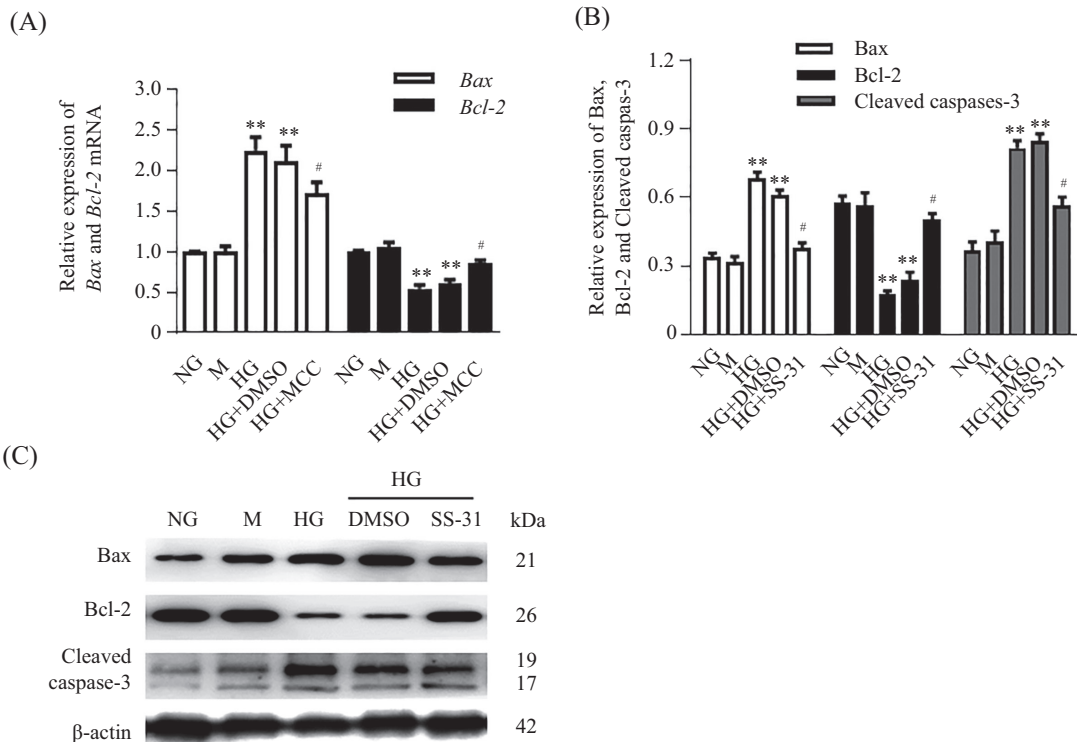 (A)
Relative expression of
Bax and Bcl-2 mRNA
3.0
2.5
2.0
1.5
1.0
0.5
0
Bax
Bcl-2
**
**
#
**
**
#
NG
M
HG
HG+DMSO
HG+MCC
NG
M
HG
HG+DMSO
HG+MCC
(B)
Relative expression of Bax,
Bcl-2 and Cleaved caspas-3
1.2
0.9
0.6
0.3
0
Bax
Bcl-2
Cleaved caspases-3
**
**
#
**
**
#
**
**
#
NG
M
HG
HG+DMSO
HG+SS-31
NG
M
HG
HG+DMSO
HG+SS-31
NG
M
HG
HG+DMSO
HG+SS-31
(C)
HG
NG M HG DMSO SS-31 kDa
Bax 21
Bcl-2 26
Cleaved 19
caspase-3 17
β-actin 42